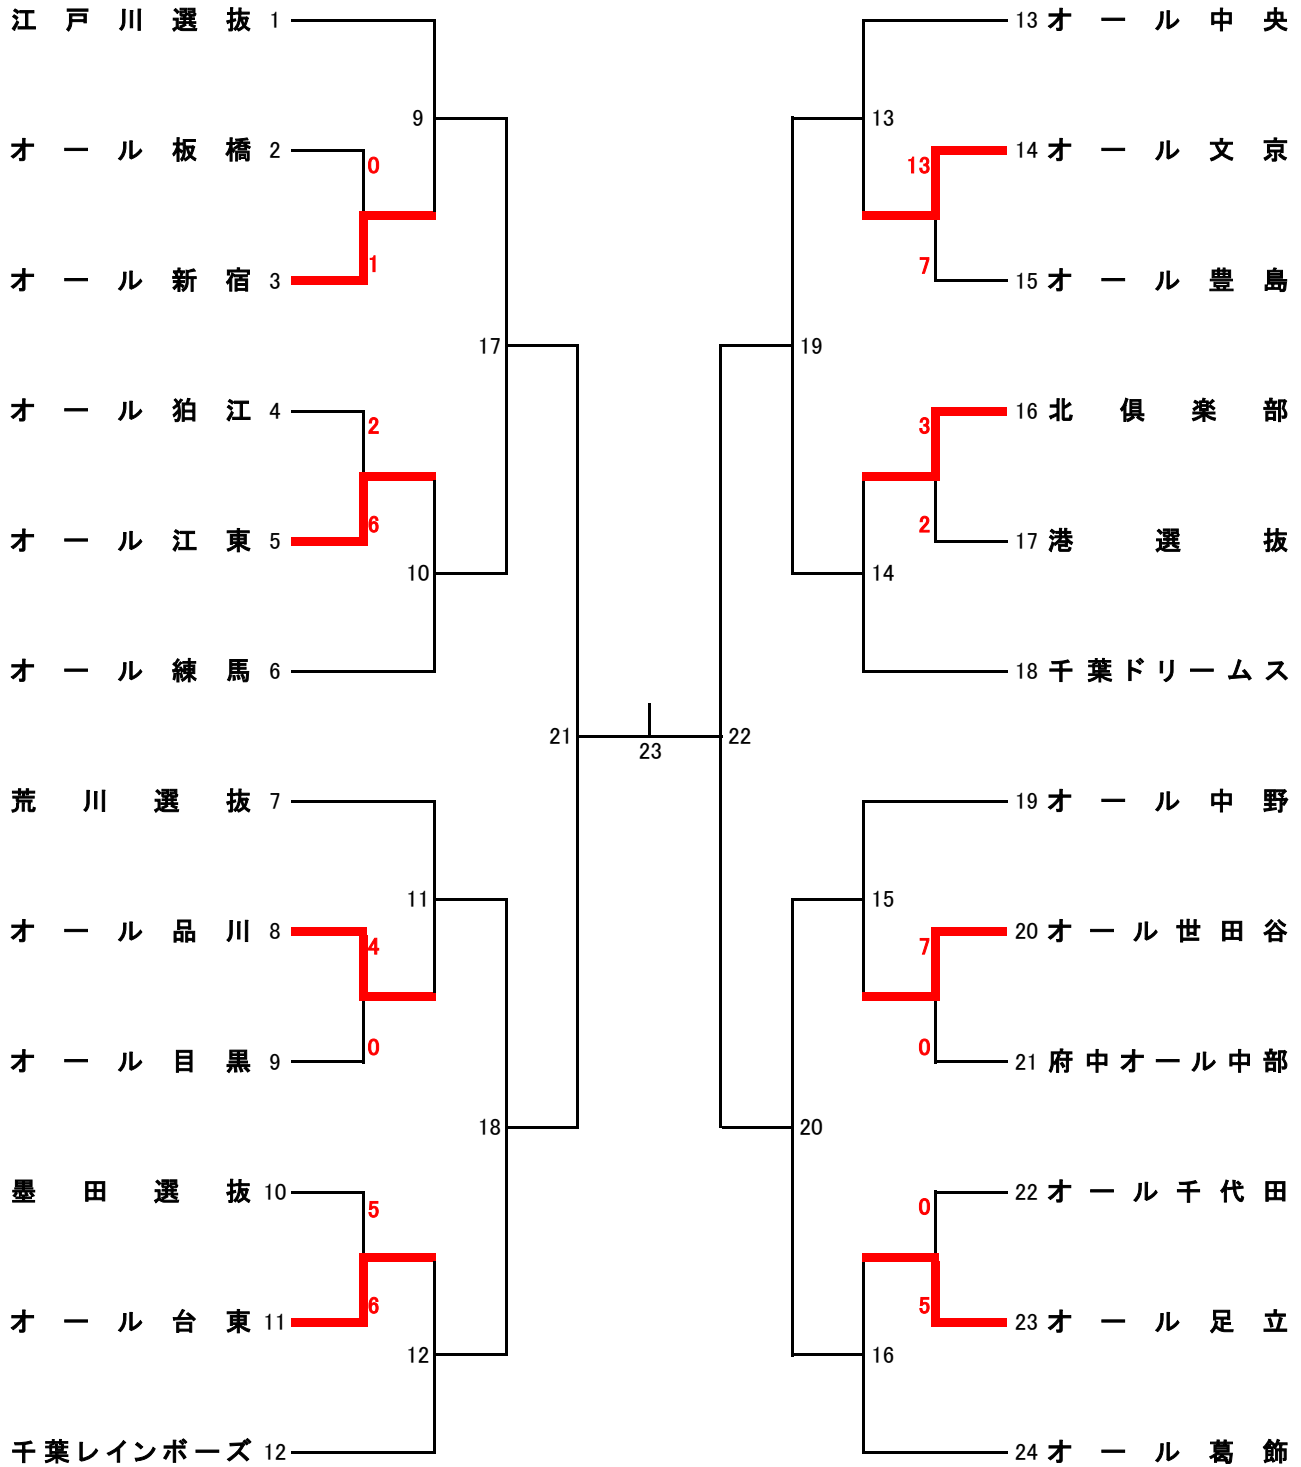 江戸川選抜 1
13 オール中央
9
13
オール板橋 2
0
13
14 オール文京
オール新宿 3
1
7
15 オール豊島
17
19
オール狛江 4
2
3
16 北倶楽部
オール江東 5
6
2
17 港選抜
10
14
オール練馬 6
18 千葉ドリームス
21
23
22
荒川選抜 7
19 オール中野
11
15
オール品川 8
4
7
20 オール世田谷
オール目黒 9
0
0
21 府中オール中部
18
20
墨田選抜 10
5
0
22 オール千代田
オール台東 11
6
5
23 オール足立
12
16
千葉レインボーズ 12
24 オール葛飾